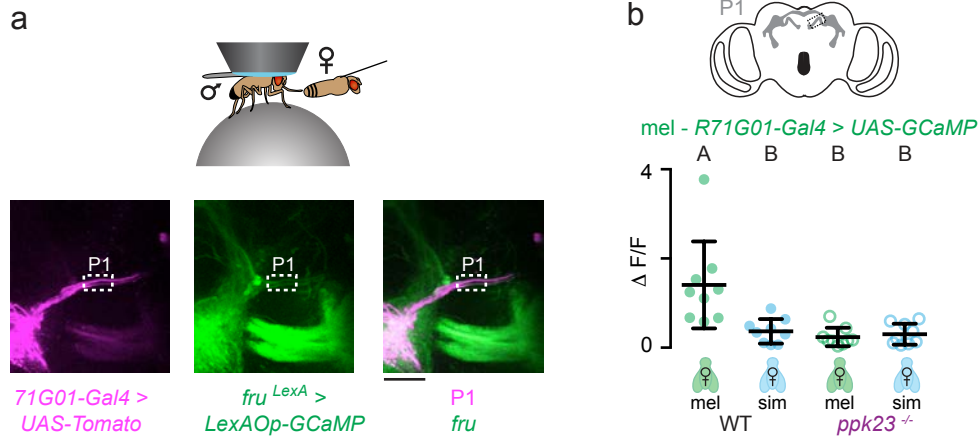 a
♂
♀
P1
P1
P1
71G01-Gal4 >
UAS-Tomato
fru LexA >
LexAOp-GCaMP
P1
fru
b
P1
mel - R71G01-Gal4 > UAS-GCaMP
A B B B
4
Δ F/F
0
♀ ♀ ♀ ♀
mel sim mel sim
WT ppk23 -/-